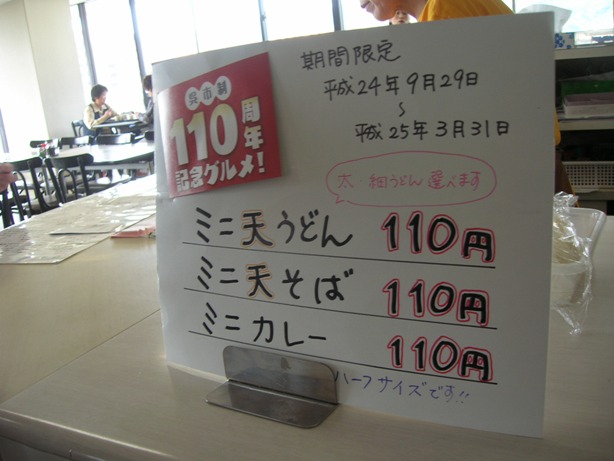 期間限定
平成24年9月29日
～
平成25年3月31日
呉市制
110周年
記念グルメ!
太・細うどん選べます
ミニ天うどん 110円
ミニ天そば 110円
ミニカレー 110円
ハーフサイズです!!